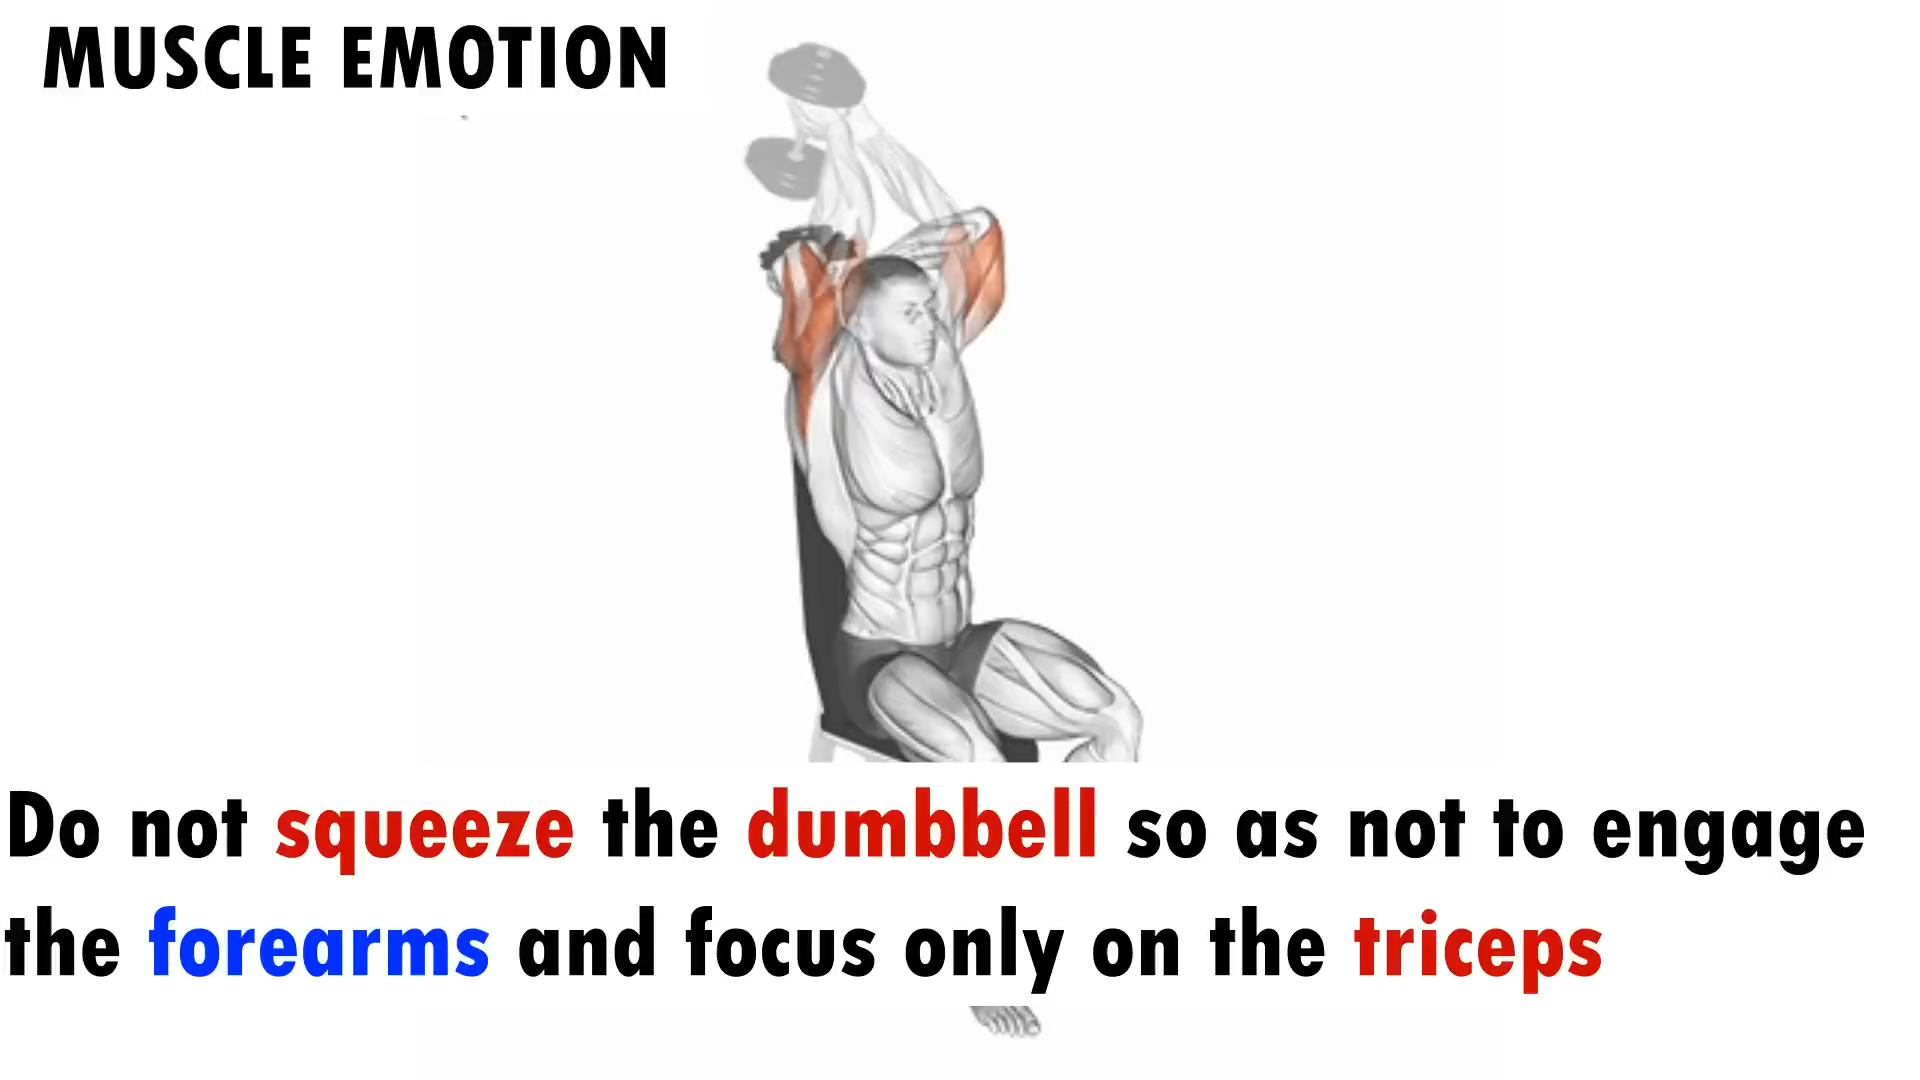 MUSCLE EMOTION
Do not squeeze the dumbbell so as not to engage
the forearms and focus only on the triceps